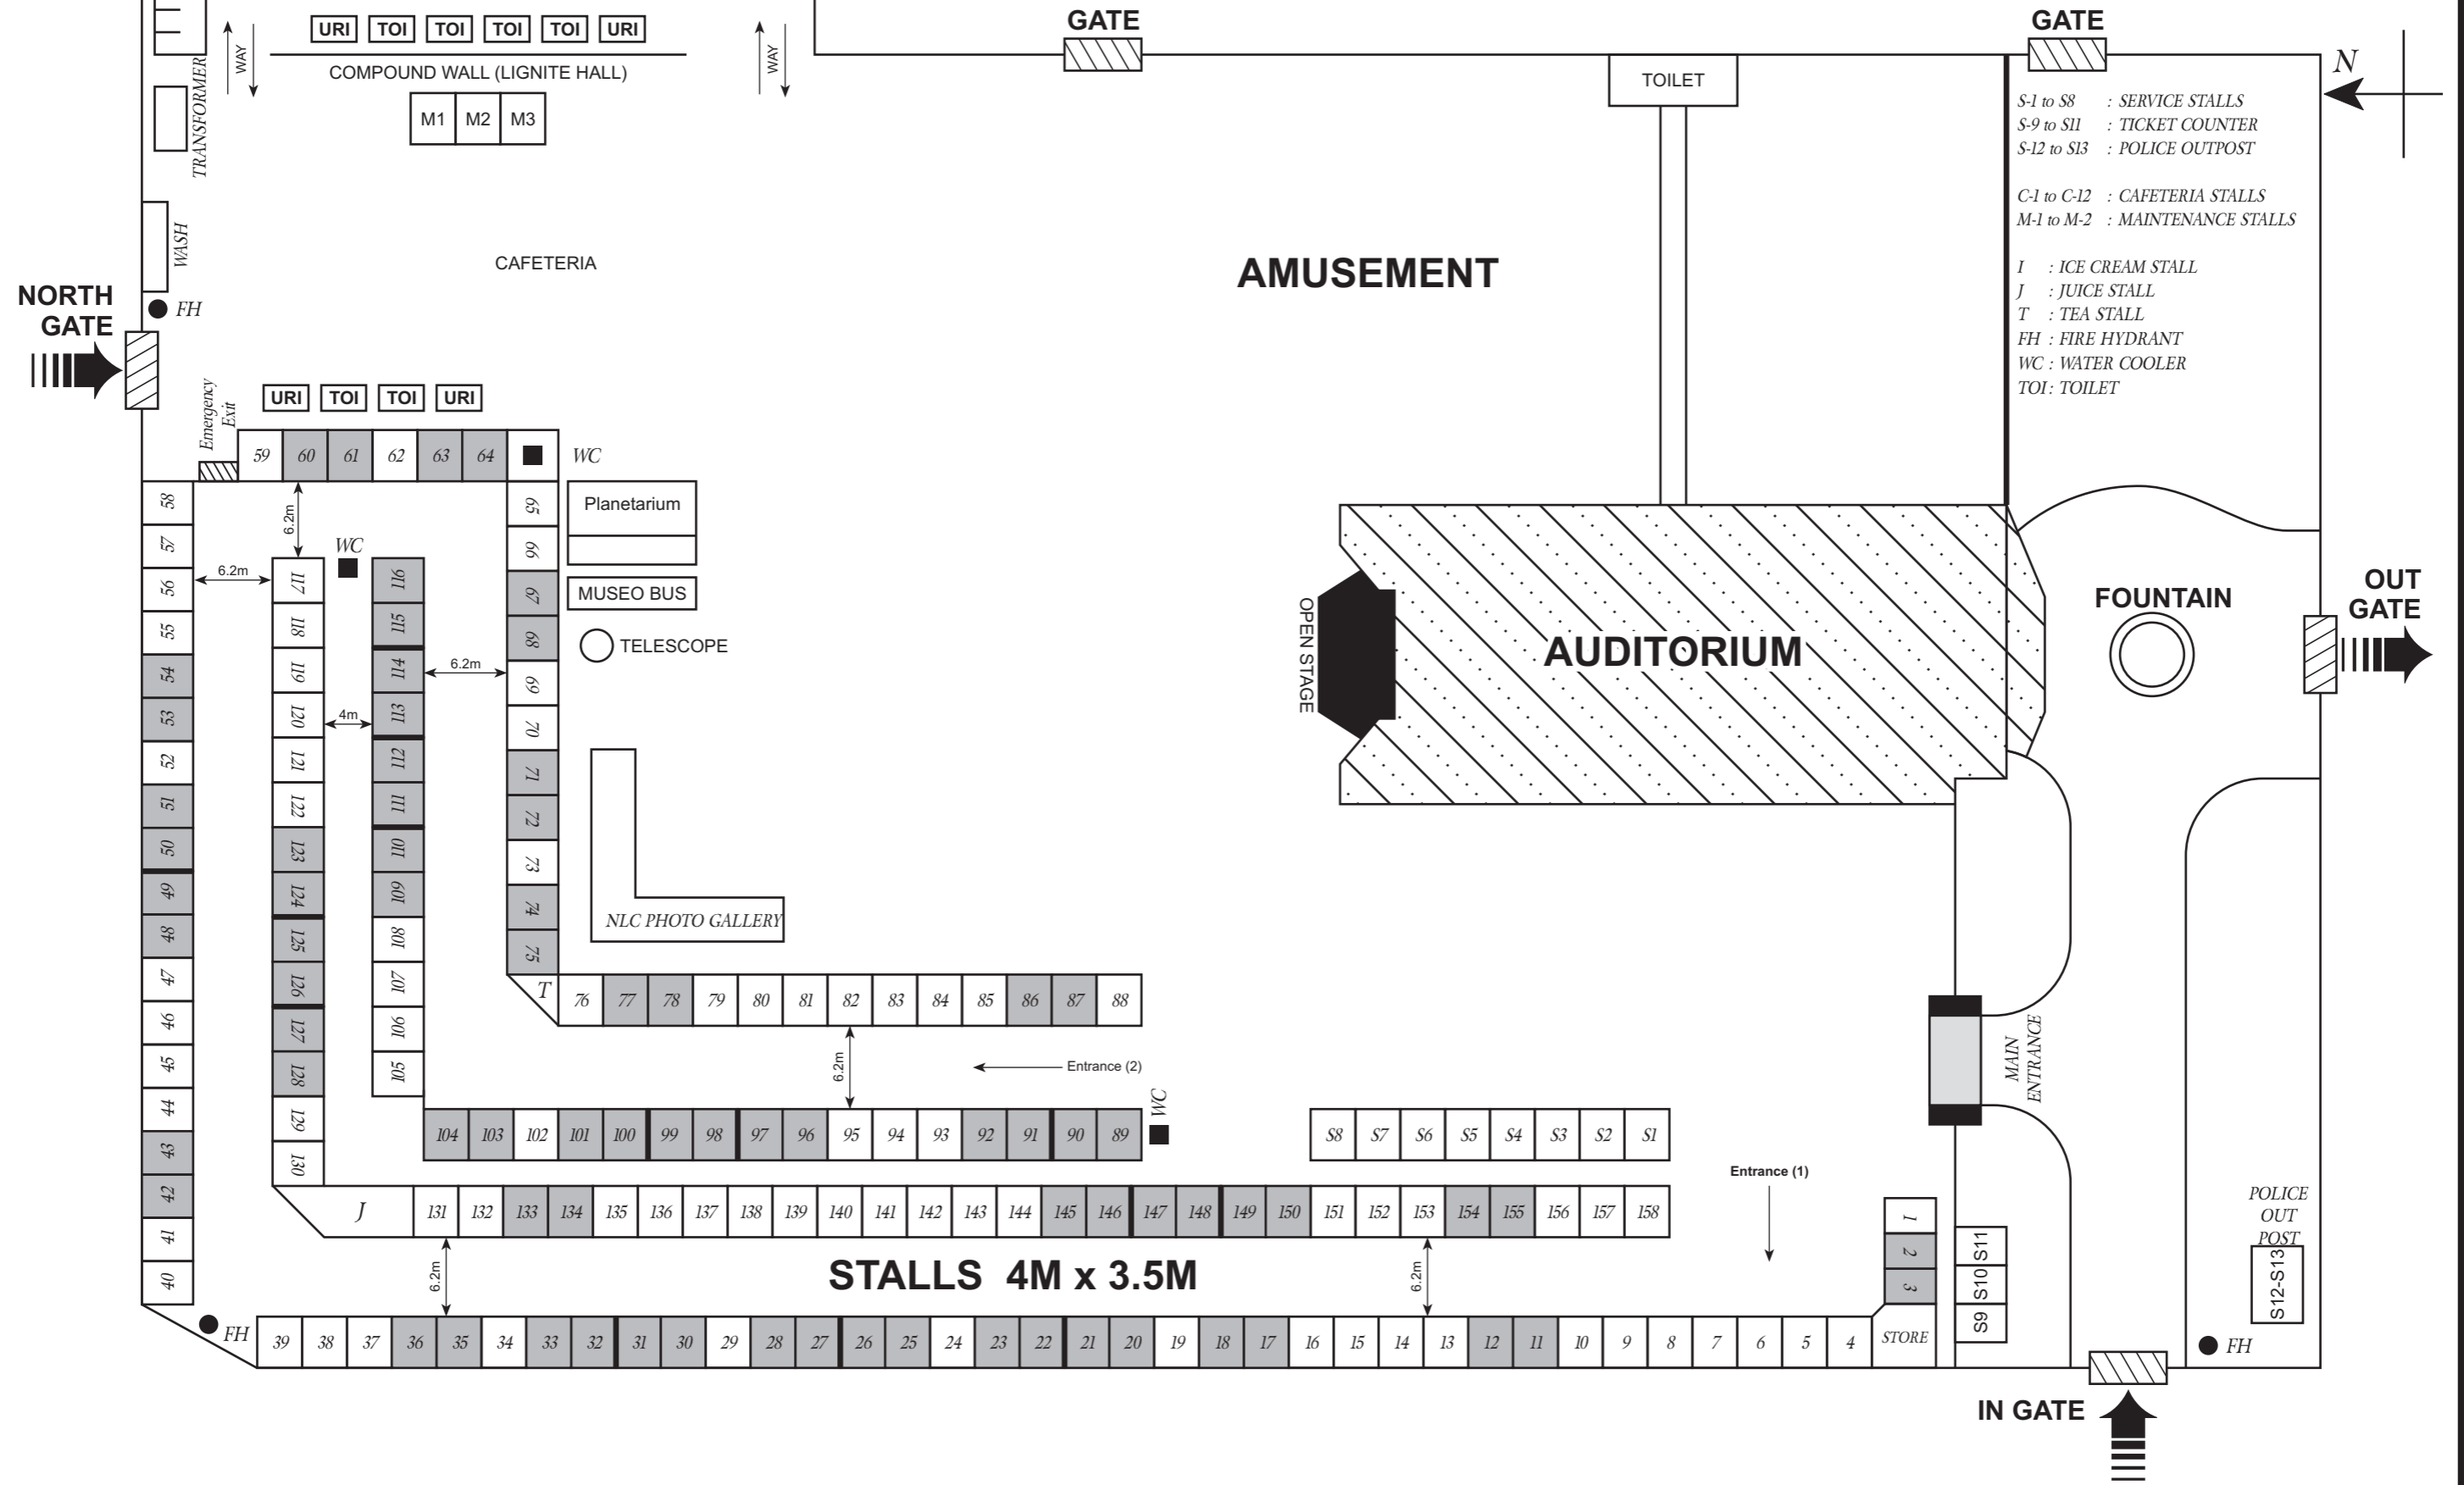 GATE
GATE
URI TOI TOI TOI TOI URI
WAY
WAY
COMPOUND WALL (LIGNITE HALL)
M1 M2 M3
TRANSFORMER
TOILET
N
S-1 to S8 : SERVICE STALLS
S-9 to S11 : TICKET COUNTER
S-12 to S13 : POLICE OUTPOST
C-1 to C-12 : CAFETERIA STALLS
M-1 to M-2 : MAINTENANCE STALLS
I : ICE CREAM STALL
J : JUICE STALL
T : TEA STALL
FH : FIRE HYDRANT
WC : WATER COOLER
TOI : TOILET
WASH
CAFETERIA
AMUSEMENT
NORTH
GATE
FH
Emergency
Exit
URI TOI TOI URI
59 60 61 62 63 64
WC
58
57
56
55
54
53
52
51
50
49
48
47
46
45
44
43
42
41
40
6.2m
6.2m
WC
117
118
119
120
121
122
123
124
125
126
127
128
129
130
4m
116
115
114
113
112
111
110
109
108
107
106
105
6.2m
65
66
67
68
69
70
71
72
73
74
75
Planetarium
MUSEO BUS
TELESCOPE
NLC PHOTO GALLERY
OPEN STAGE
AUDITORIUM
FOUNTAIN
OUT
GATE
T 76 77 78 79 80 81 82 83 84 85 86 87 88
6.2m
Entrance (2)
WC
104 103 102 101 100 99 98 97 96 95 94 93 92 91 90 89
S8 S7 S6 S5 S4 S3 S2 S1
MAIN
ENTRANCE
Entrance (1)
J 131 132 133 134 135 136 137 138 139 140 141 142 143 144 145 146 147 148 149 150 151 152 153 154 155 156 157 158
1
2
3
S11
S10
S9
POLICE
OUT
POST
S12-S13
6.2m
STALLS 4M x 3.5M
6.2m
FH
39 38 37 36 35 34 33 32 31 30 29 28 27 26 25 24 23 22 21 20 19 18 17 16 15 14 13 12 11 10 9 8 7 6 5 4 STORE
FH
IN GATE